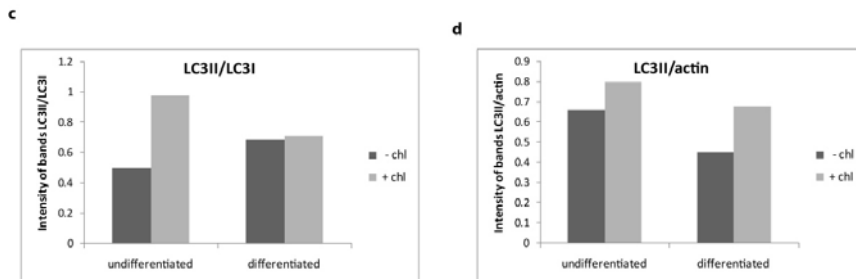 c
LC3II/LC3I
Intensity of bands LC3II/LC3I
1.2
1
0.8
0.6
0.4
0.2
0
undifferentiated
differentiated
- chl
+ chl
d
LC3II/actin
Intensity of bands LC3II/actin
0.9
0.8
0.7
0.6
0.5
0.4
0.3
0.2
0.1
0
undifferentiated
differentiated
- chl
+ chl